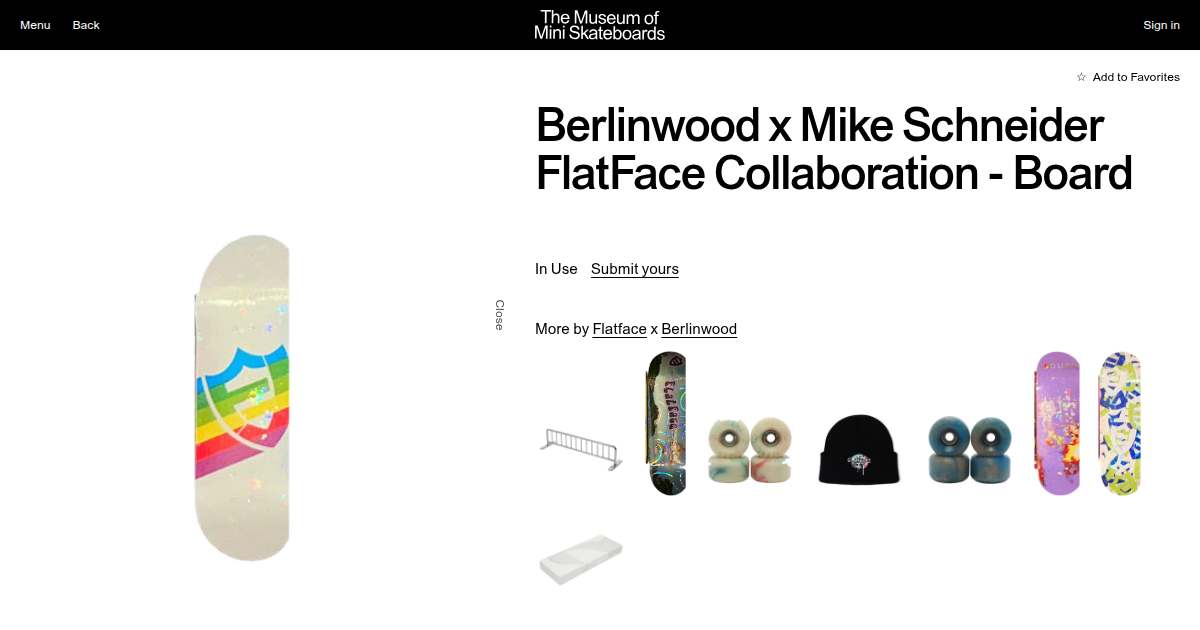 Menu
Back
The Museum of
Mini Skateboards
Sign in
☆ Add to Favorites
Berlinwood x Mike Schneider
FlatFace Collaboration - Board
In Use
Submit yours
Close
More by Flatface x Berlinwood